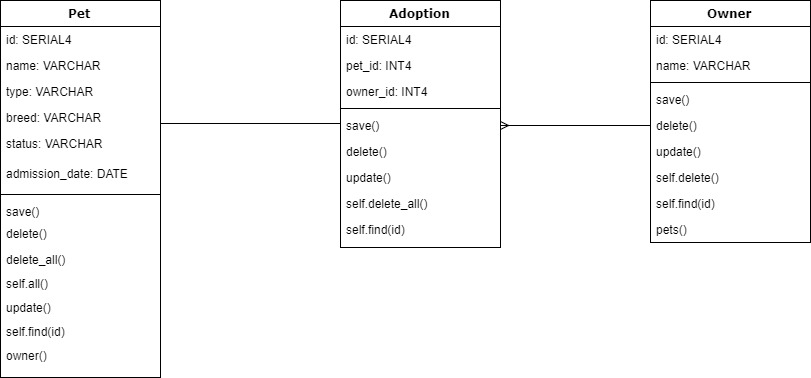 Pet
id: SERIAL4
name: VARCHAR
type: VARCHAR
breed: VARCHAR
status: VARCHAR
admission_date: DATE
save()
delete()
delete_all()
self.all()
update()
self.find(id)
owner()
Adoption
id: SERIAL4
pet_id: INT4
owner_id: INT4
save()
delete()
update()
self.delete_all()
self.find(id)
Owner
id: SERIAL4
name: VARCHAR
save()
delete()
update()
self.delete()
self.find(id)
pets()